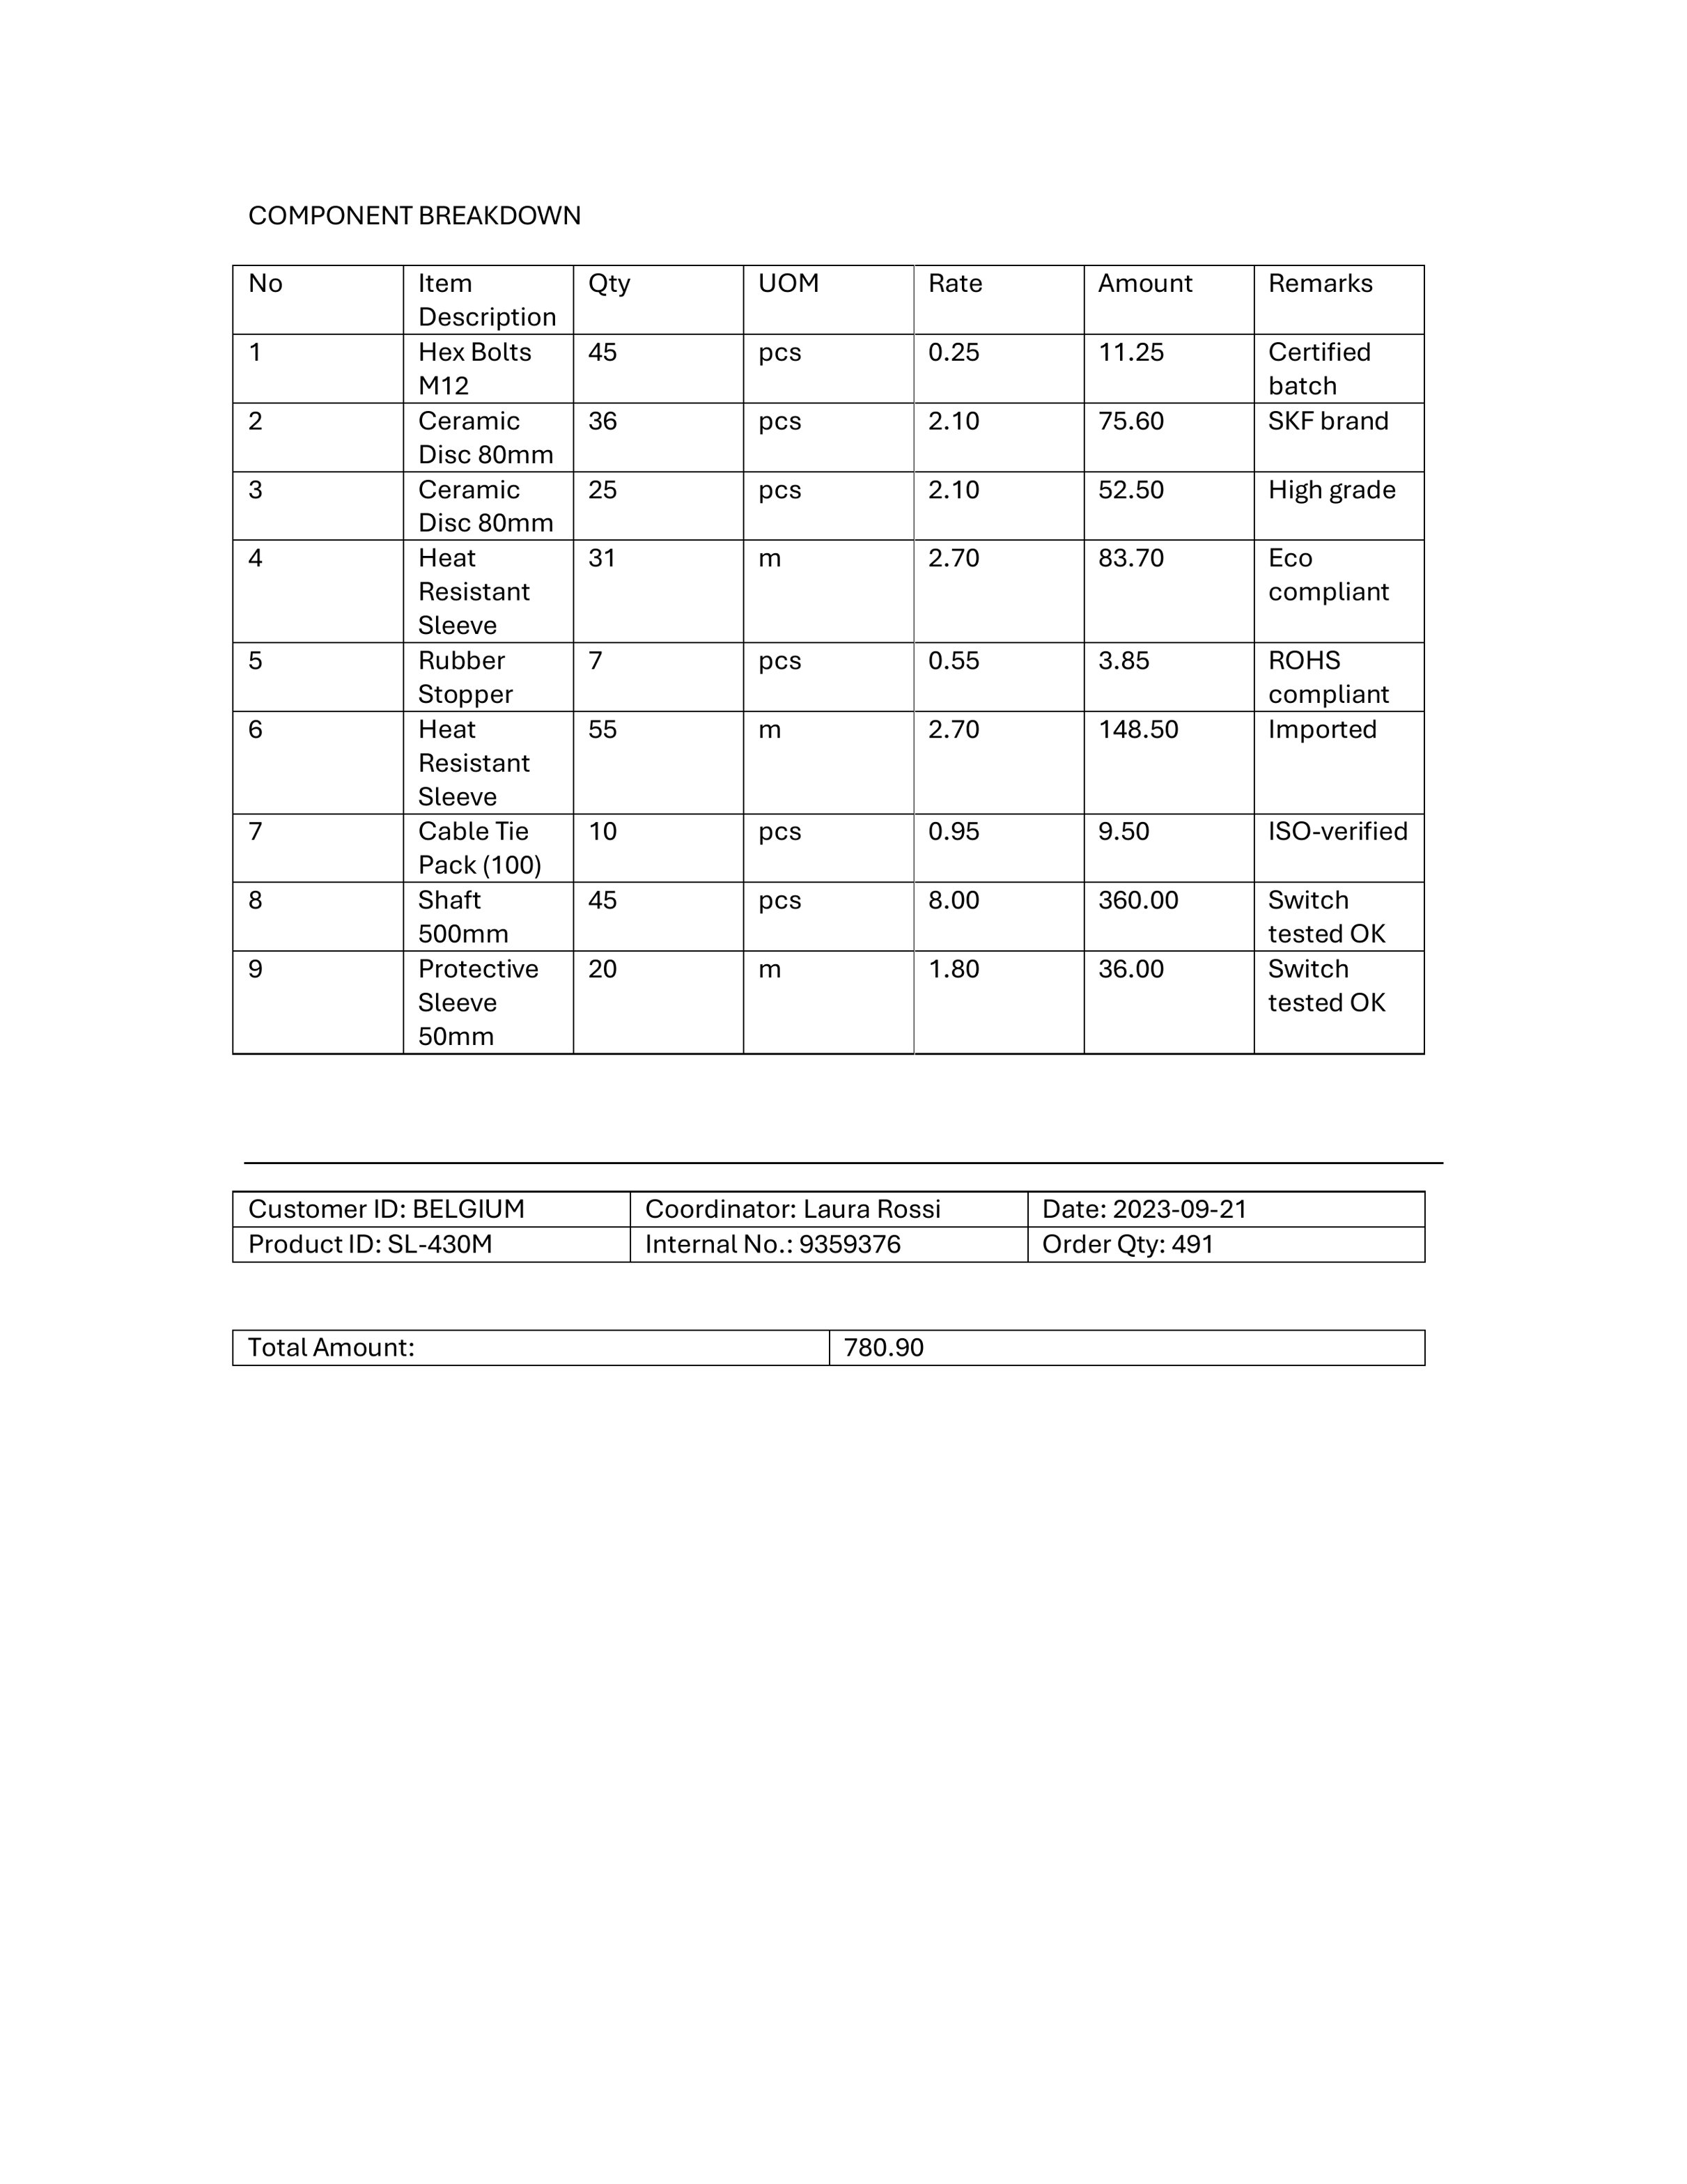 COMPONENT BREAKDOWN
No Item Description Qty UOM Rate Amount Remarks
1 Hex Bolts M12 45 pcs 0.25 11.25 Certified batch
2 Ceramic Disc 80mm 36 pcs 2.10 75.60 SKF brand
3 Ceramic Disc 80mm 25 pcs 2.10 52.50 High grade
4 Heat Resistant Sleeve 31 m 2.70 83.70 Eco compliant
5 Rubber Stopper 7 pcs 0.55 3.85 ROHS compliant
6 Heat Resistant Sleeve 55 m 2.70 148.50 Imported
7 Cable Tie Pack (100) 10 pcs 0.95 9.50 ISO-verified
8 Shaft 500mm 45 pcs 8.00 360.00 Switch tested OK
9 Protective Sleeve 50mm 20 m 1.80 36.00 Switch tested OK
Customer ID: BELGIUM Coordinator: Laura Rossi Date: 2023-09-21
Product ID: SL-430M Internal No.: 9359376 Order Qty: 491
Total Amount: 780.90